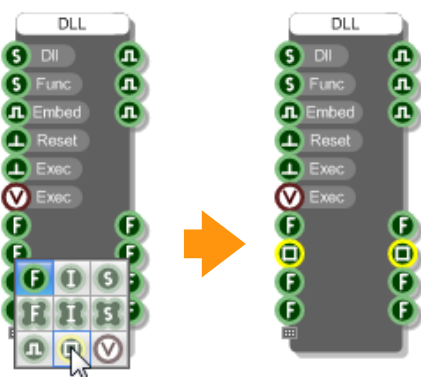 DLL
S Dll
S Func
Embed
Reset
Exec
V Exec
F F
F F
F I S F
F I S
V
DLL
S Dll
S Func
Embed
Reset
Exec
V Exec
F F
F F
F F